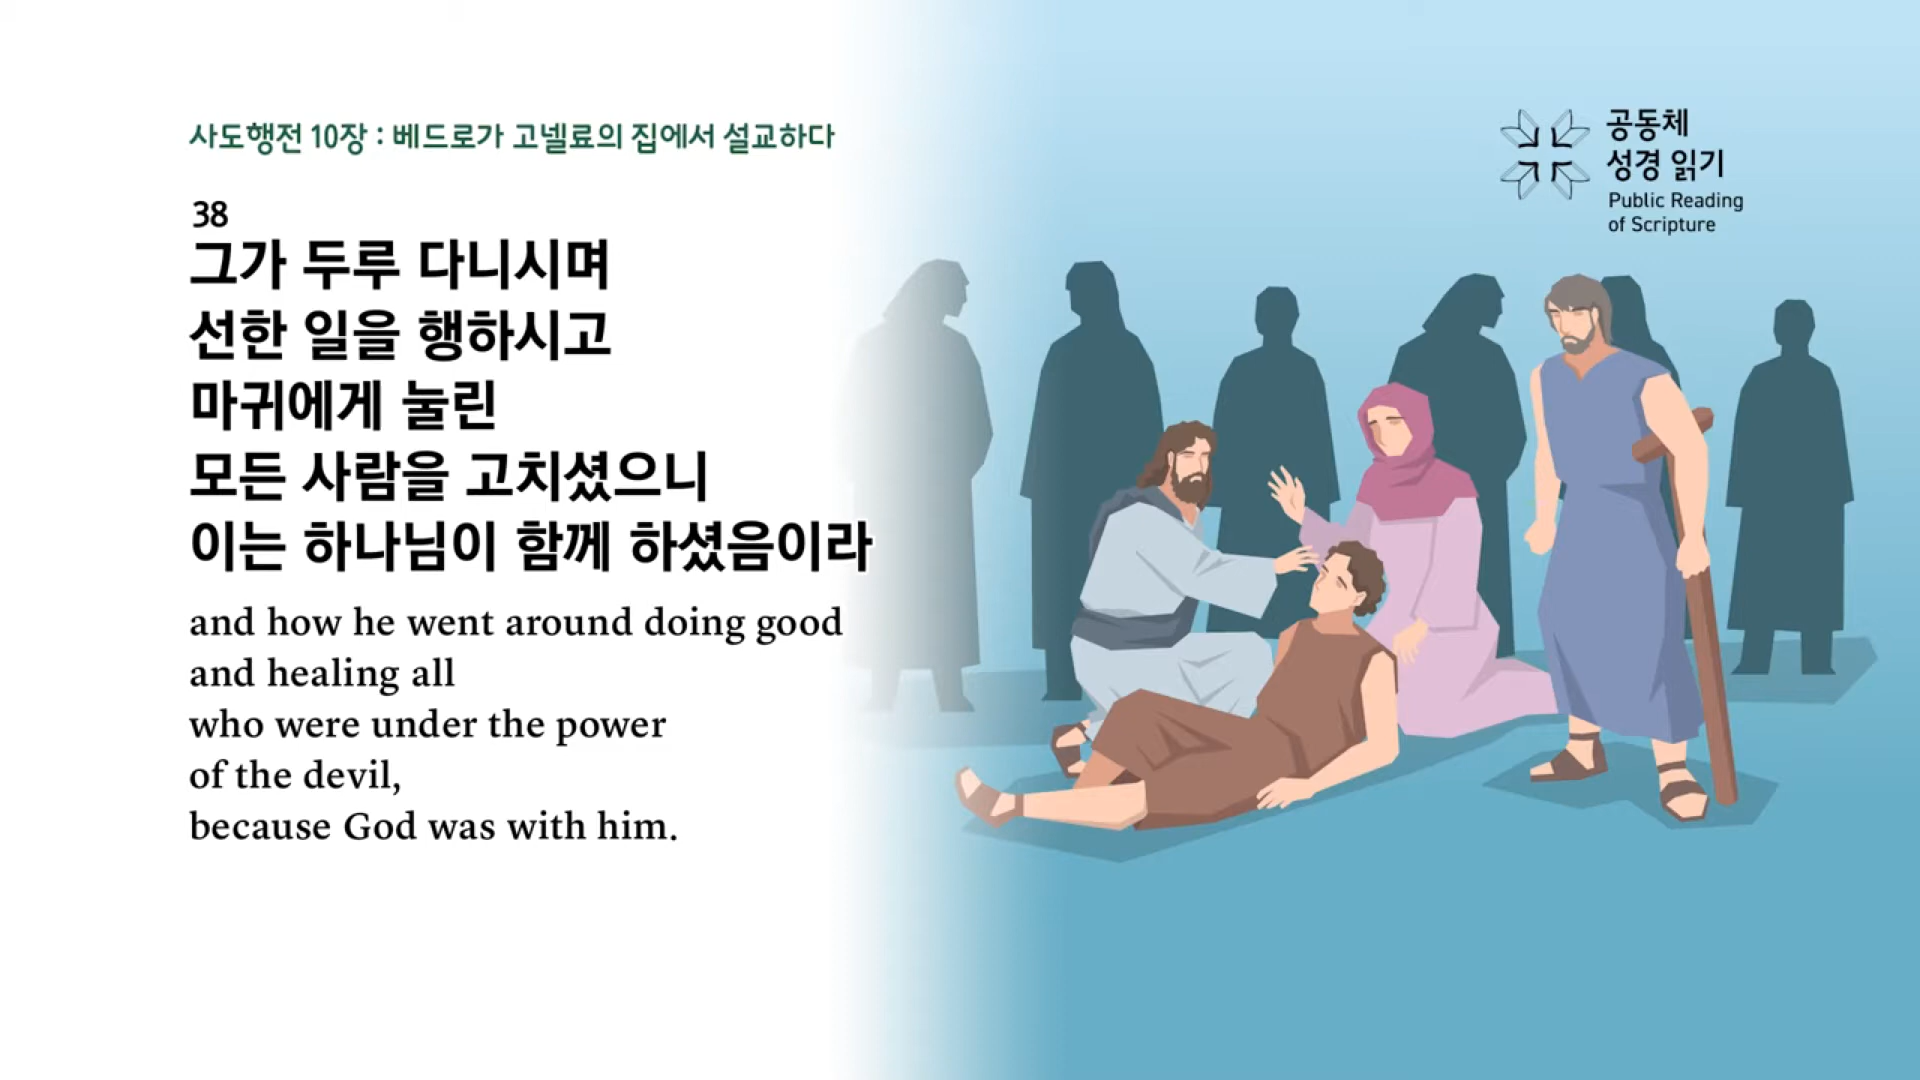 사도행전 10장 : 베드로가 고넬료의 집에서 설교하다
38
그가 두루 다니시며
선한 일을 행하시고
마귀에게 눌린
모든 사람을 고치셨으니
이는 하나님이 함께 하셨음이라
and how he went around doing good
and healing all
who were under the power
of the devil,
because God was with him.
공동체
성경 읽기
Public Reading
of Scripture